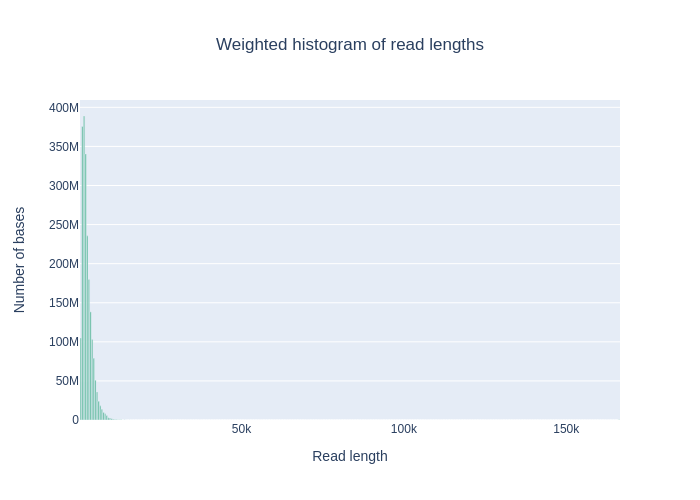 Weighted histogram of read lengths
400M
350M
300M
250M
200M
150M
100M
50M
0
50k
100k
150k
Number of bases
Read length